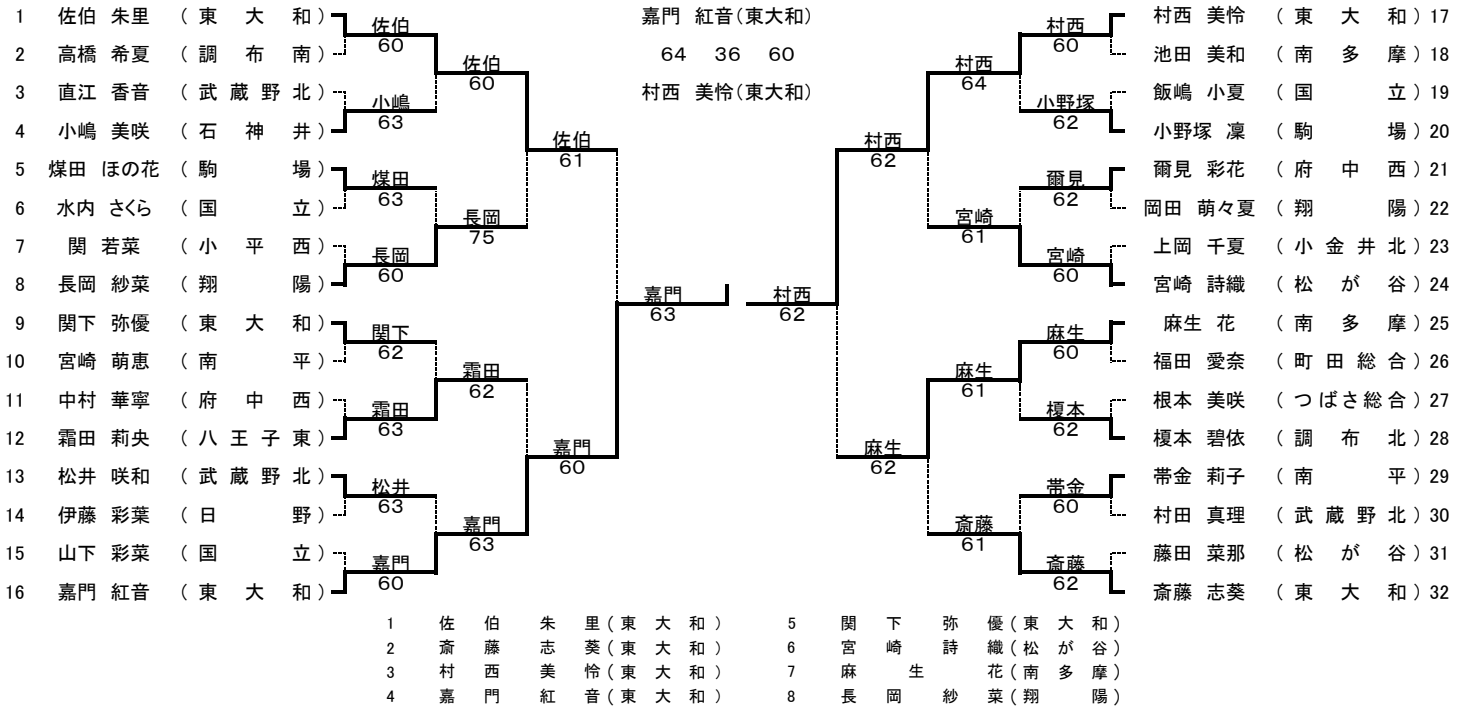 1 佐伯 朱里 (東大和)
2 高橋 希夏 (調布南)
3 直江 香音 (武蔵野北)
4 小嶋 美咲 (石神井)
5 煤田 ほの花 (駒場)
6 水内 さくら (国立)
7 関 若菜 (小平西)
8 長岡 紗菜 (翔陽)
9 関下 弥優 (東大和)
10 宮崎 萌恵 (南平)
11 中村 華寧 (府中西)
12 霜田 莉央 (八王子東)
13 松井 咲和 (武蔵野北)
14 伊藤 彩葉 (日野)
15 山下 彩菜 (国立)
16 嘉門 紅音 (東大和)
佐伯
60
小嶋
63
煤田
63
長岡
60
関下
62
霜田
63
松井
63
嘉門
60
佐伯
60
長岡
75
霜田
62
嘉門
63
佐伯
61
嘉門
60
嘉門
63
嘉門 紅音(東大和)
64 36 60
村西 美怜(東大和)
村西
62
村西
62
麻生
62
村西
64
宮崎
61
麻生
61
斎藤
61
村西
60
小野塚
62
爾見
62
宮崎
60
麻生
60
榎本
62
帯金
60
斎藤
62
村西 美怜 (東大和) 17
池田 美和 (南多摩) 18
飯嶋 小夏 (国立) 19
小野塚 凜 (駒場) 20
爾見 彩花 (府中西) 21
岡田 萌々夏 (翔陽) 22
上岡 千夏 (小金井北) 23
宮崎 詩織 (松が谷) 24
麻生 花 (南多摩) 25
福田 愛奈 (町田総合) 26
根本 美咲 (つばさ総合) 27
榎本 碧依 (調布北) 28
帯金 莉子 (南平) 29
村田 真理 (武蔵野北) 30
藤田 菜那 (松が谷) 31
斎藤 志葵 (東大和) 32
1 佐伯朱里(東大和) 5 関下弥優(東大和)
2 斎藤志葵(東大和) 6 宮崎詩織(松が谷)
3 村西美怜(東大和) 7 麻生花(南多摩)
4 嘉門紅音(東大和) 8 長岡紗菜(翔陽)